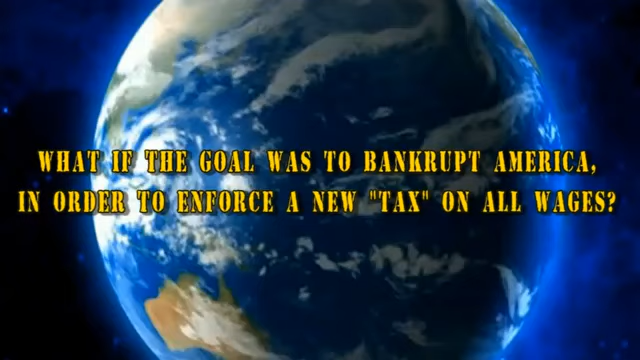 WHAT IF THE GOAL WAS TO BANKRUPT AMERICA,
IN ORDER TO ENFORCE A NEW "TAX" ON ALL WAGES?